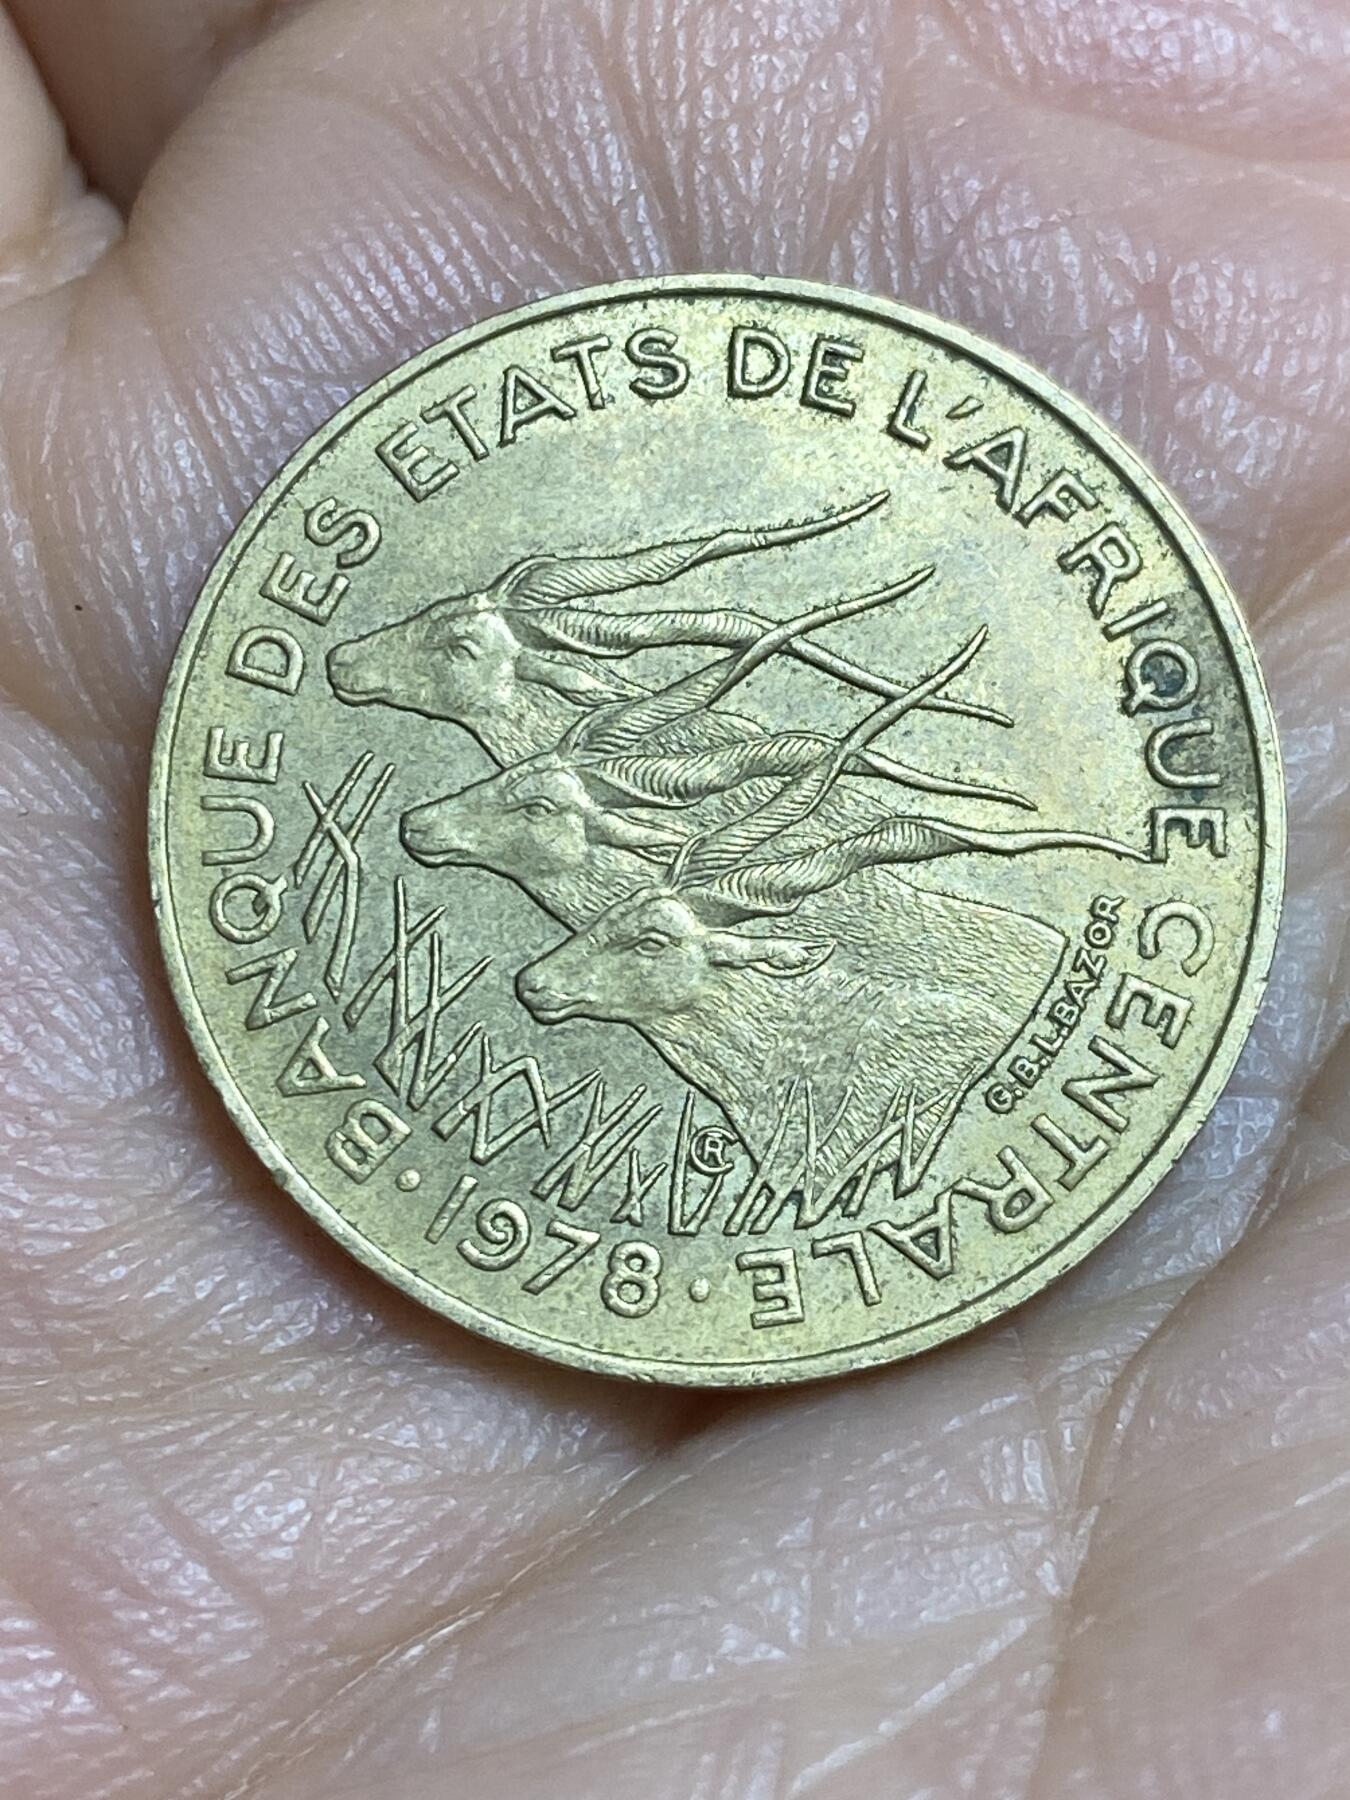 BANQUE DES ETATS DE L'AFRIQUE CENTRALE
· 1978 ·
G.B.L.BAZOR